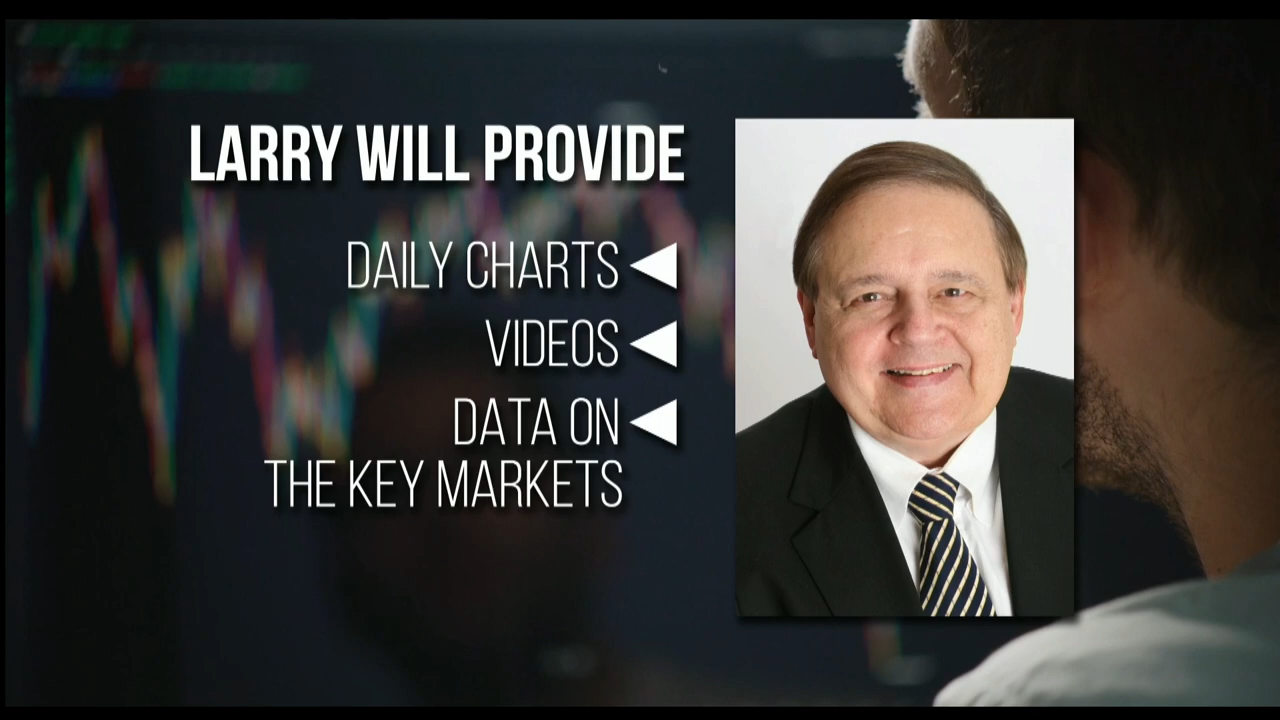 LARRY WILL PROVIDE
DAILY CHARTS
VIDEOS
DATA ON
THE KEY MARKETS